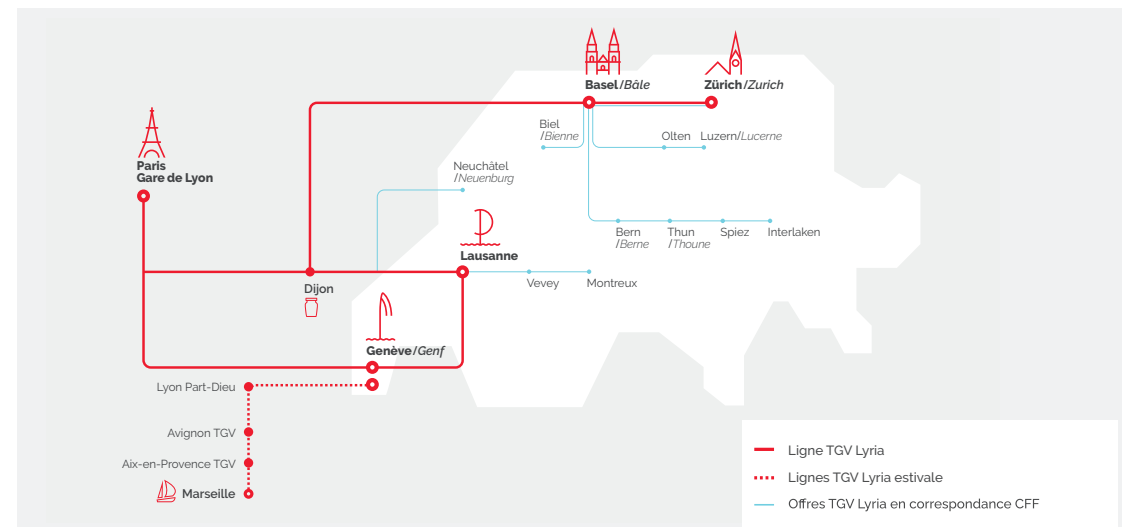 Basel/Bâle
Zürich/Zurich
Biel
/Bienne
Olten
Luzern/Lucerne
Paris
Gare de Lyon
Neuchâtel
/Neuenburg
Bern
/Berne
Thun
/Thoune
Spiez
Interlaken
Lausanne
Dijon
Vevey
Montreux
Genève/Genf
Lyon Part-Dieu
Avignon TGV
Aix-en-Provence TGV
Marseille
Ligne TGV Lyria
Lignes TGV Lyria estivale
Offres TGV Lyria en correspondance CFF